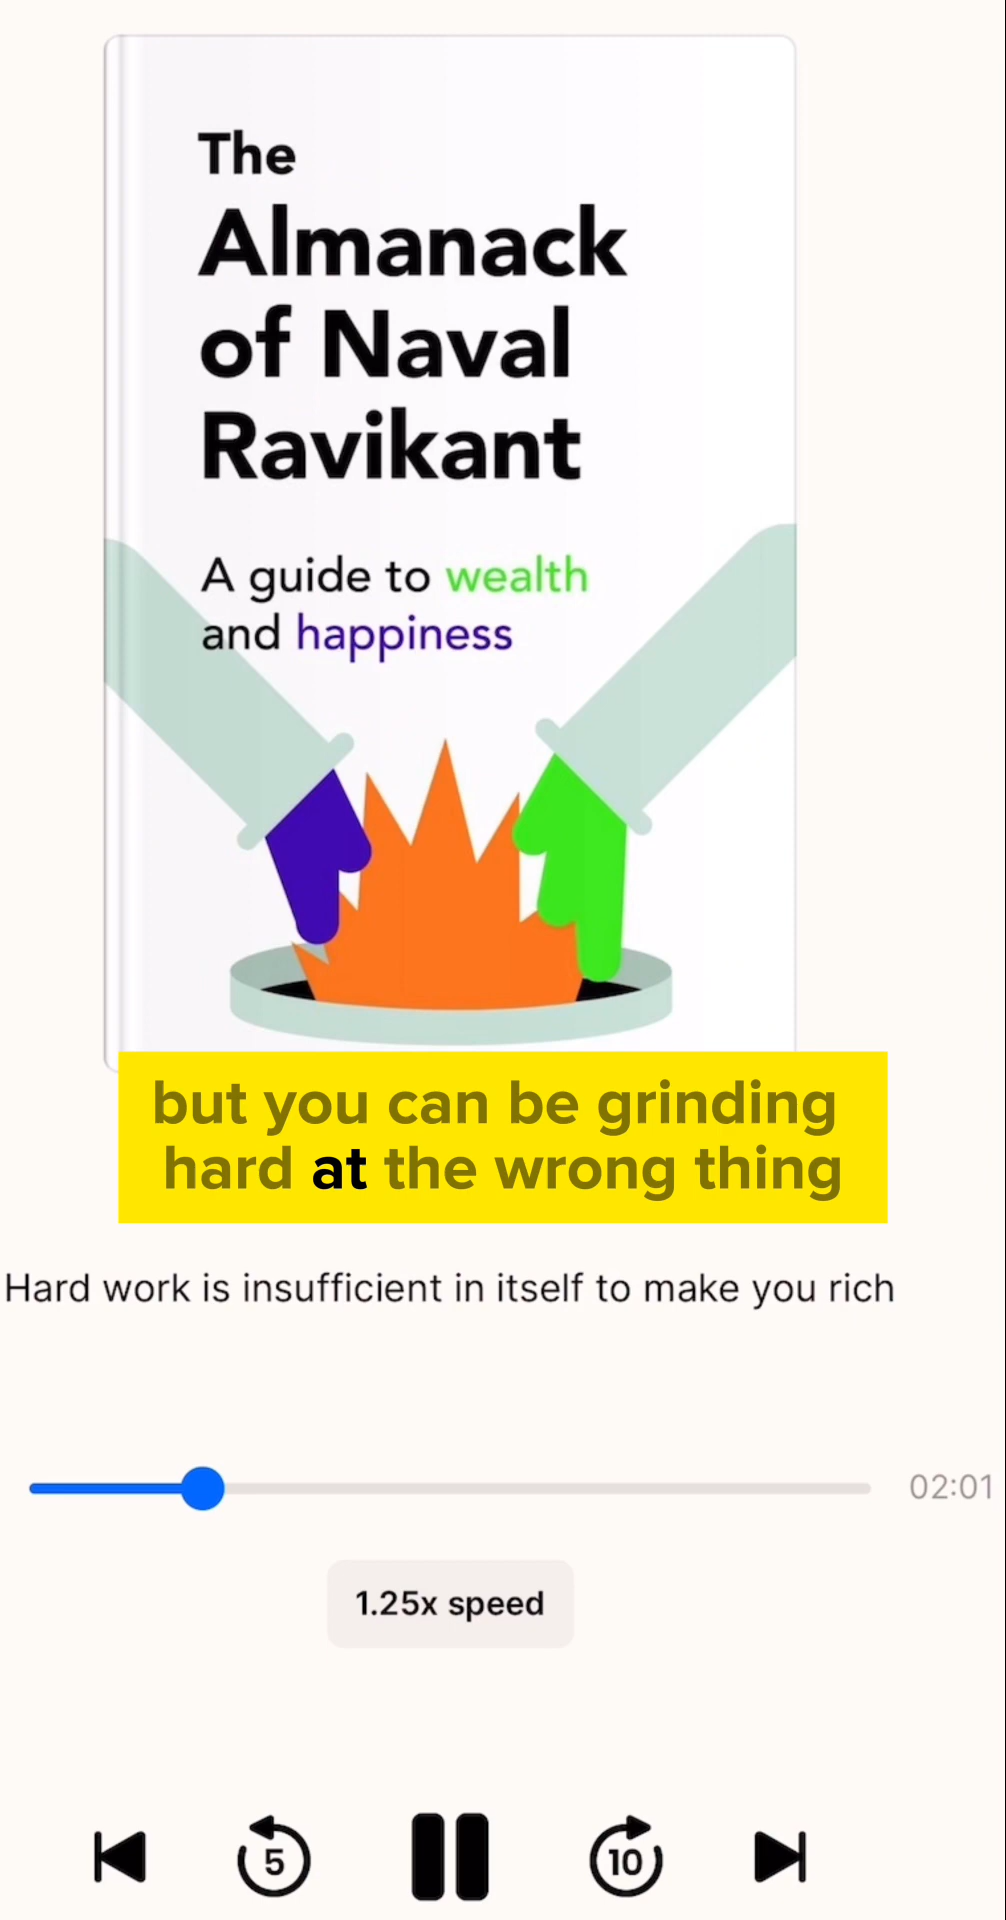 The
Almanack
of Naval
Ravikant
A guide to wealth
and happiness
but you can be grinding
hard at the wrong thing
Hard work is insufficient in itself to make you rich
02:01
1.25x speed
5
10